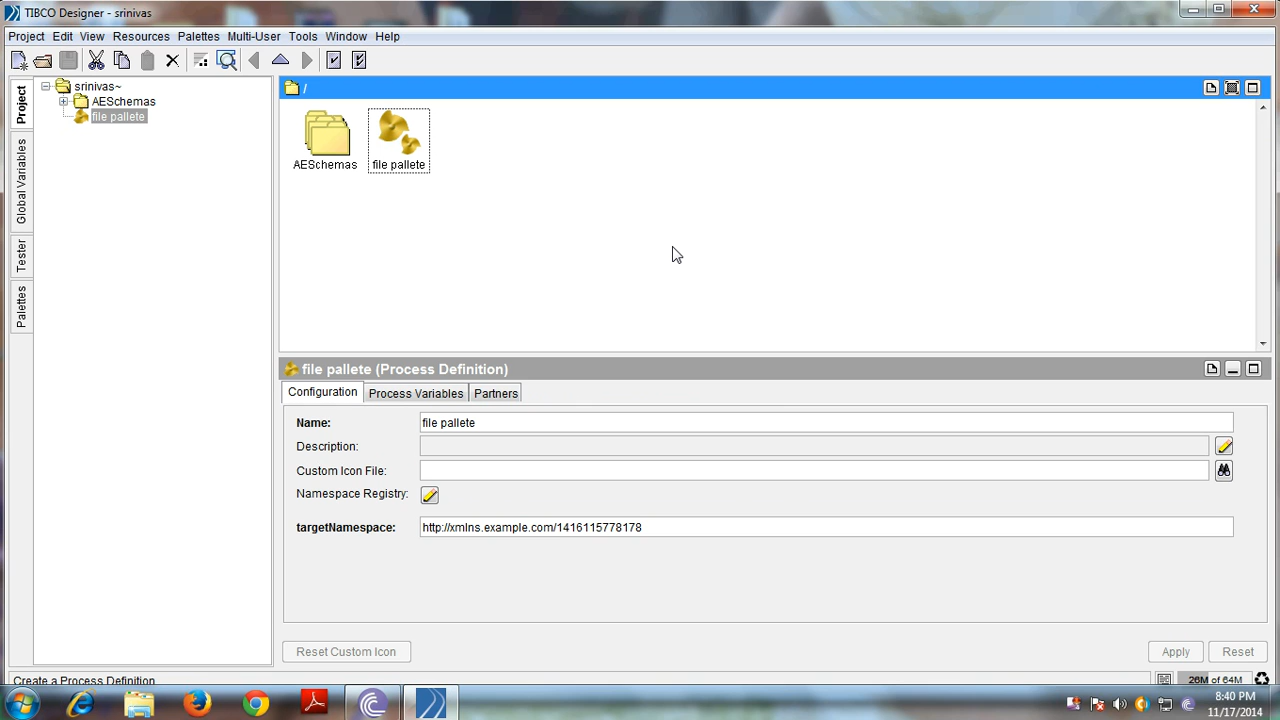 TIBCO Designer - srinivas
Project Edit View Resources Palettes Multi-User Tools Window Help
Project
Global Variables
Tester
Palettes
srinivas~
AESchemas
file pallete
/
AESchemas
file pallete
file pallete (Process Definition)
Configuration Process Variables Partners
Name: file pallete
Description:
Custom Icon File:
Namespace Registry:
targetNamespace: http://xmlns.example.com/1416115778178
Reset Custom Icon Apply Reset
Create a Process Definition 26M of 64M
8:40 PM
11/17/2014